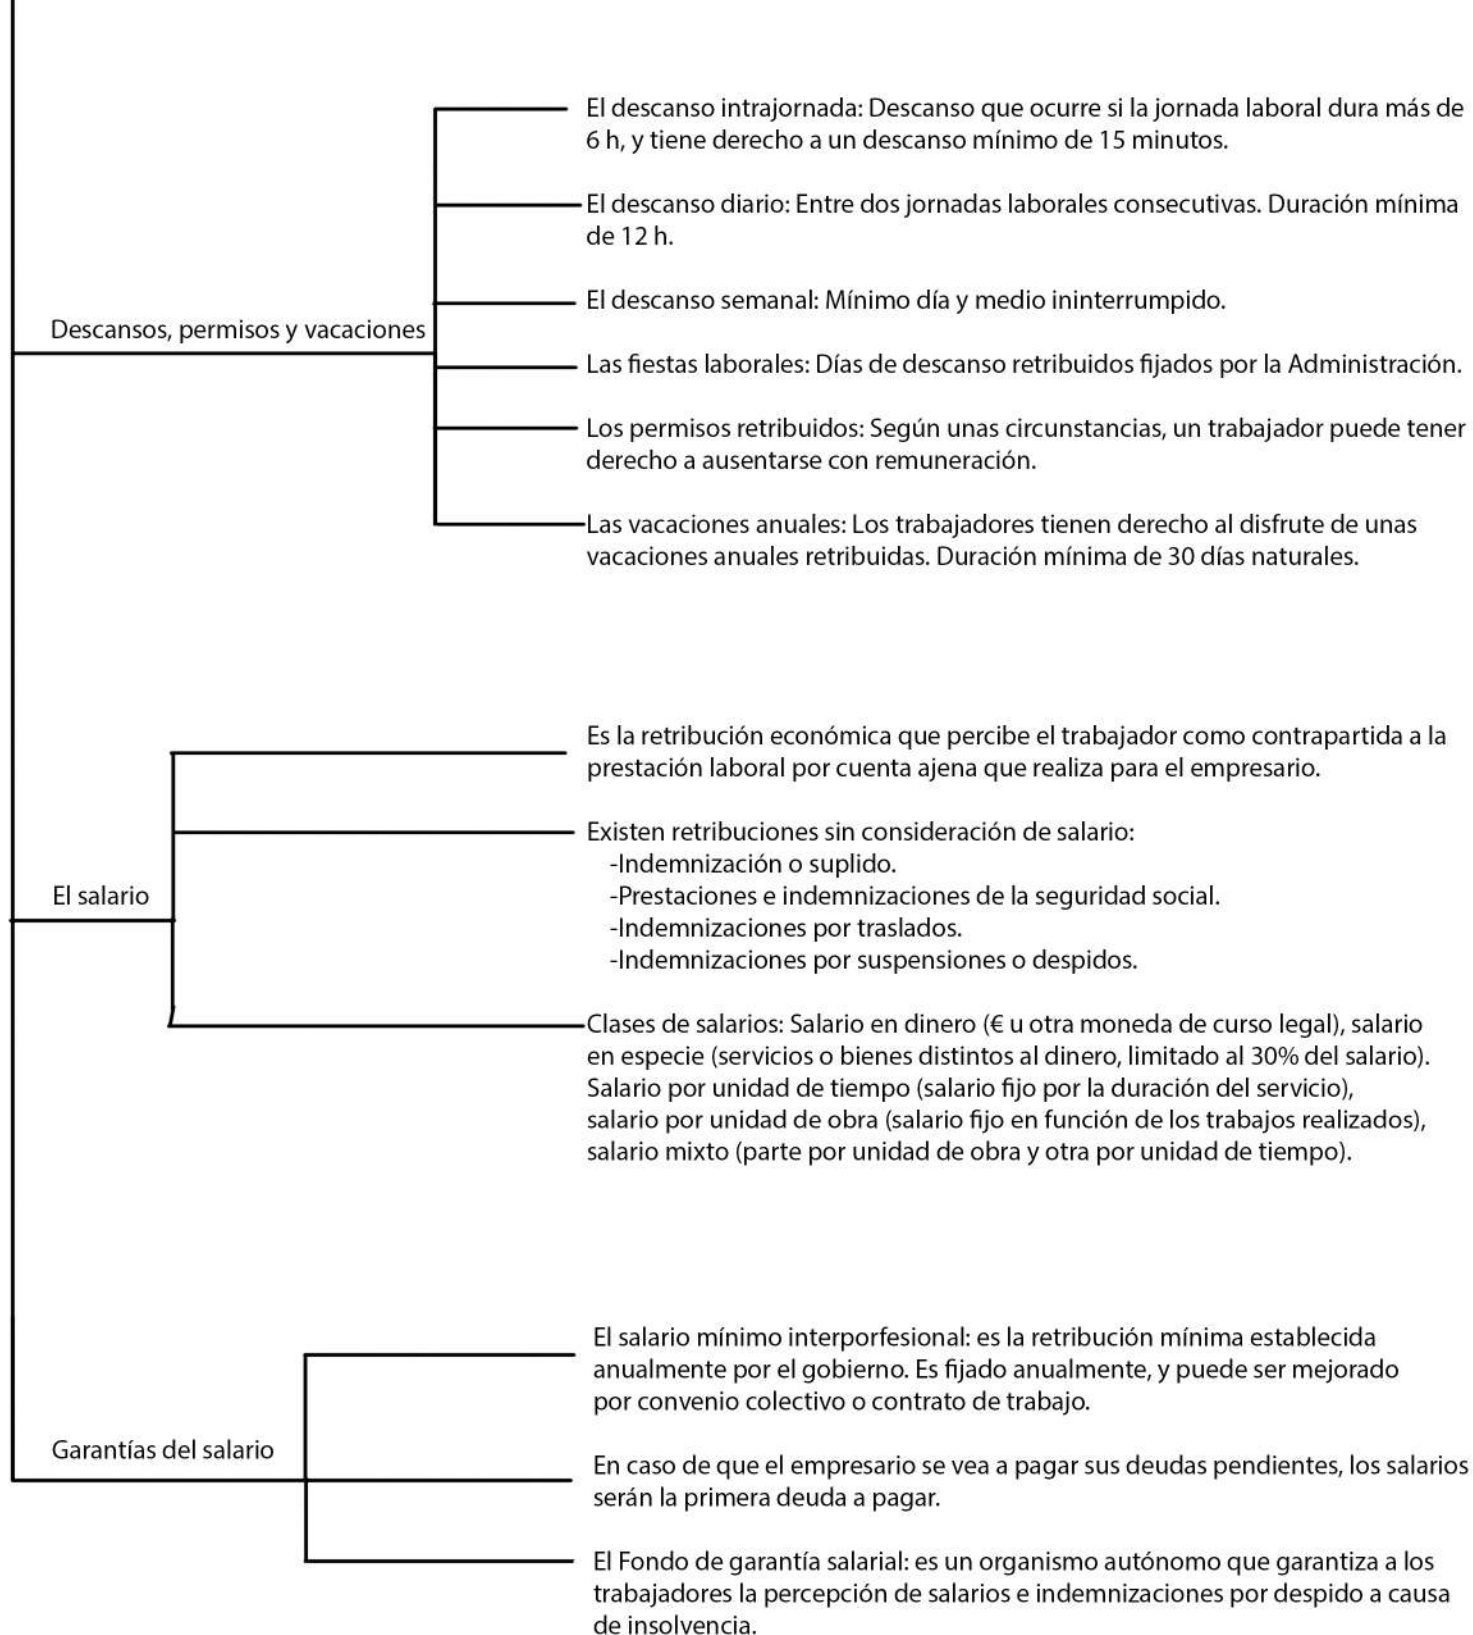 El descanso intrajornada: Descanso que ocurre si la jornada laboral dura más de
6 h, y tiene derecho a un descanso mínimo de 15 minutos.
El descanso diario: Entre dos jornadas laborales consecutivas. Duración mínima
de 12 h.
El descanso semanal: Mínimo día y medio ininterrumpido.
Descansos, permisos y vacaciones
Las fiestas laborales: Días de descanso retribuidos fijados por la Administración.
Los permisos retribuidos: Según unas circunstancias, un trabajador puede tener
derecho a ausentarse con remuneración.
Las vacaciones anuales: Los trabajadores tienen derecho al disfrute de unas
vacaciones anuales retribuidas. Duración mínima de 30 días naturales.
Es la retribución económica que percibe el trabajador como contrapartida a la
prestación laboral por cuenta ajena que realiza para el empresario.
Existen retribuciones sin consideración de salario:
-Indemnización o suplido.
-Prestaciones e indemnizaciones de la seguridad social.
-Indemnizaciones por traslados.
-Indemnizaciones por suspensiones o despidos.
El salario
Clases de salarios: Salario en dinero (€ u otra moneda de curso legal), salario
en especie (servicios o bienes distintos al dinero, limitado al 30% del salario).
Salario por unidad de tiempo (salario fijo por la duración del servicio),
salario por unidad de obra (salario fijo en función de los trabajos realizados),
salario mixto (parte por unidad de obra y otra por unidad de tiempo).
El salario mínimo interporfesional: es la retribución mínima establecida
anualmente por el gobierno. Es fijado anualmente, y puede ser mejorado
por convenio colectivo o contrato de trabajo.
Garantías del salario
En caso de que el empresario se vea a pagar sus deudas pendientes, los salarios
serán la primera deuda a pagar.
El Fondo de garantía salarial: es un organismo autónomo que garantiza a los
trabajadores la percepción de salarios e indemnizaciones por despido a causa
de insolvencia.